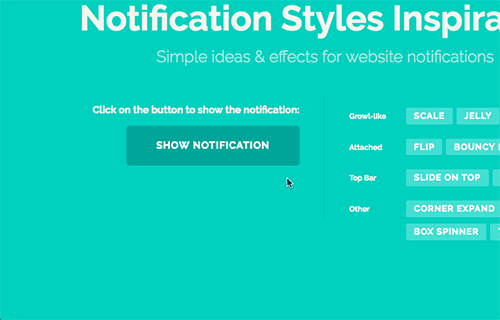 Notification Styles Inspira
Simple ideas & effects for website notifications
Click on the button to show the notification:
SHOW NOTIFICATION
Growl-like SCALE JELLY
Attached FLIP BOUNCY
Top Bar SLIDE ON TOP
Other CORNER EXPAND
BOX SPINNER